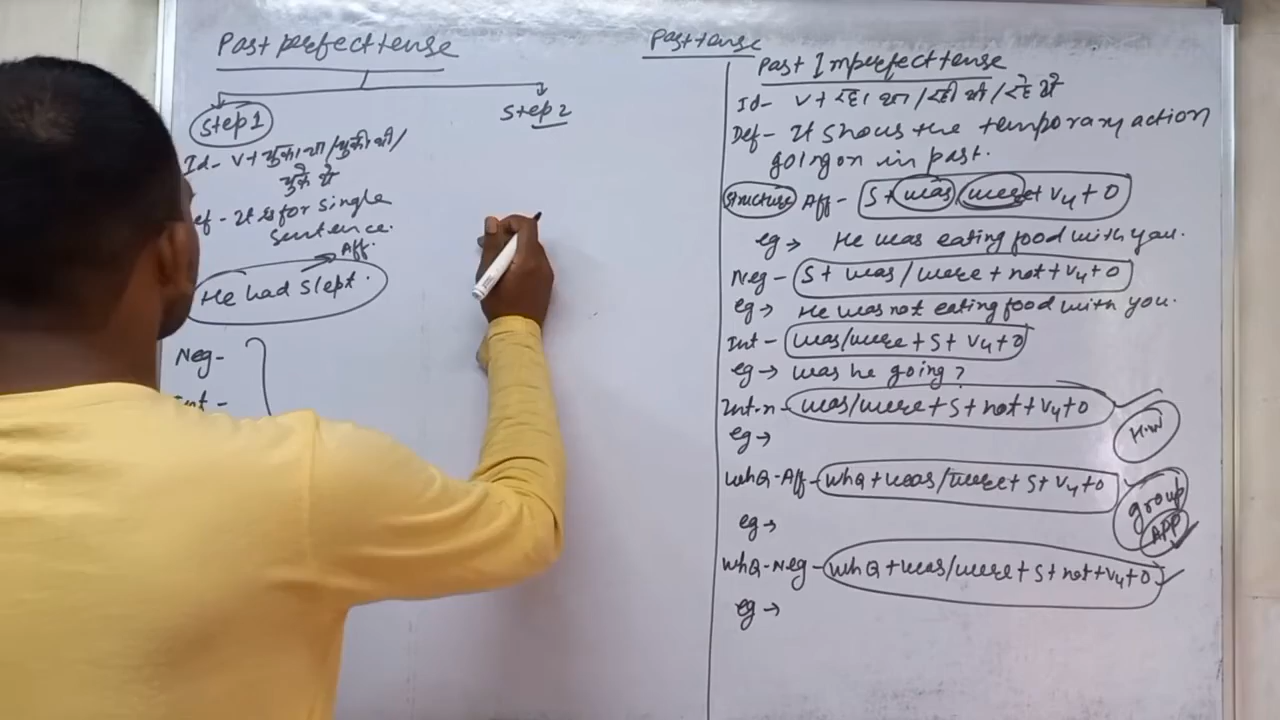 Past perfect tense
Step 1
Step 2
Id- V + चुका था / चुकी थी /
चुके थे
Def - It is for single
sentence.
Aff.
He had slept.
Neg-
Int -
Past tense
Past Imperfect tense
Id- V + रहा था / रही थी / रहे थे
Def- It shows the temporary action
going on in past.
Structure Aff - S + was were + V4 + O
eg → He was eating food with you.
Neg - S + was / were + not + V4 + O
eg → He was not eating food with you.
Int - was/were + S + V4 + O
eg → was he going ?
Int.n - was/were + S + not + V4 + O
H.W
eg →
WhQ-Aff - WhQ + was/were + S + V4 + O
group
APP
eg →
WhQ-Neg - WhQ + was/were + S + not + V4 + O
eg →